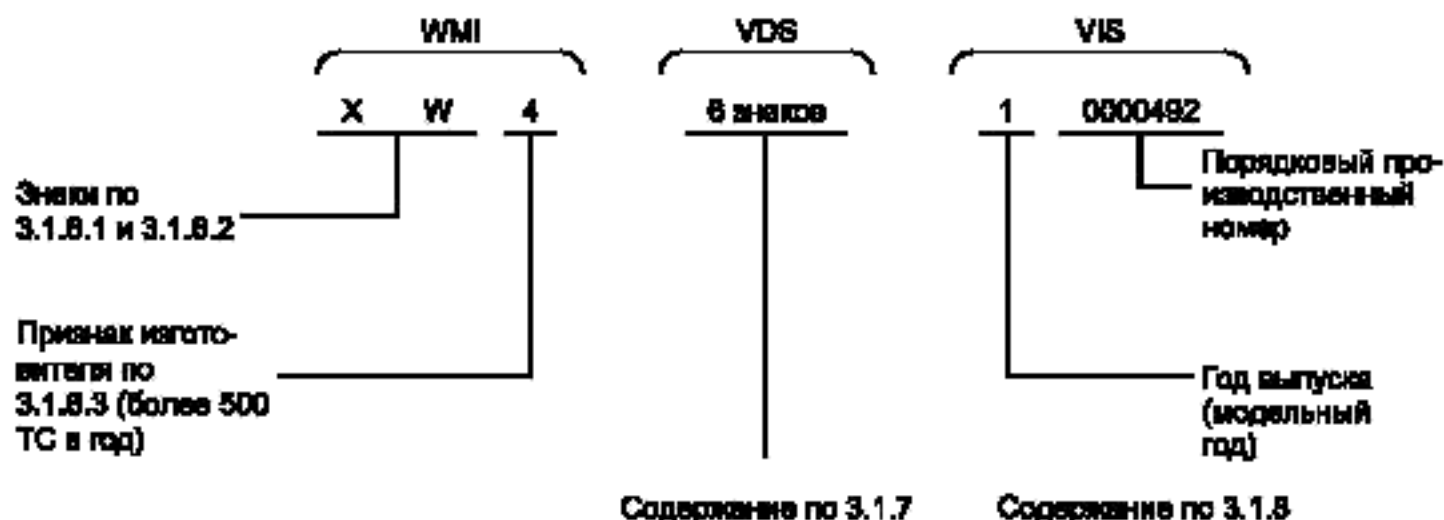 WMI VDS VIS
X W 4 6 знаков 1 0000492
Знаки по
3.1.6.1 и 3.1.6.2
Порядковый про-
изводственный
номер
Признак изгото-
вителя по
3.1.6.3 (более 500
ТС в год)
Год выпуска
(модельный
год)
Содержание по 3.1.7 Содержание по 3.1.8